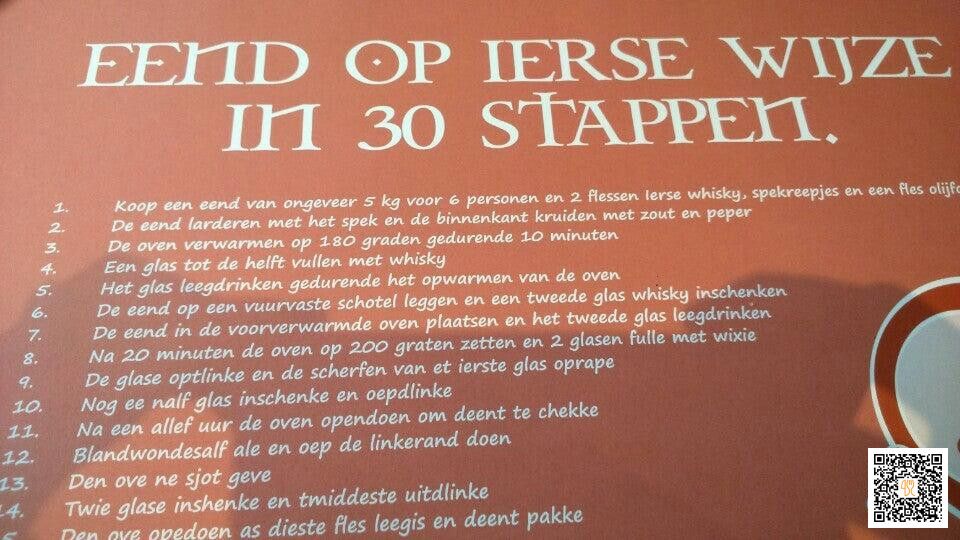 EEND OP IERSE WIJZE
IN 30 STAPPEN.
1. Koop een eend van ongeveer 5 kg voor 6 personen en 2 flessen Ierse whisky, spekreepjes en een fles
2. De eend larderen met het spek en de binnenkant kruiden met zout en peper
3. De oven verwarmen op 180 graden gedurende 10 minuten
4. Een glas tot de helft vullen met whisky
5. Het glas leegdrinken gedurende het opwarmen van de oven
6. De eend op een vuurvaste schotel leggen en een tweede glas whisky inschenken
7. De eend in de voorverwarmde oven plaatsen en het tweede glas leegdrinken
8. Na 20 minuten de oven op 200 graten zetten en 2 glasen fulle met wixie
9. De glase optlinke en de scherfen van et ierste glas oprape
10. Nog ee nalf glas inschenke en oepdlinke
11. Na een allef uur de oven opendoen om deent te chekke
12. Blandwondesalf ale en oep de linkerand doen
13. Den ove ne sjot geve
14. Twie glase inshenke en tmiddeste uitdlinke
5. Den ove opedoen as dieste fles leegis en deent pakke